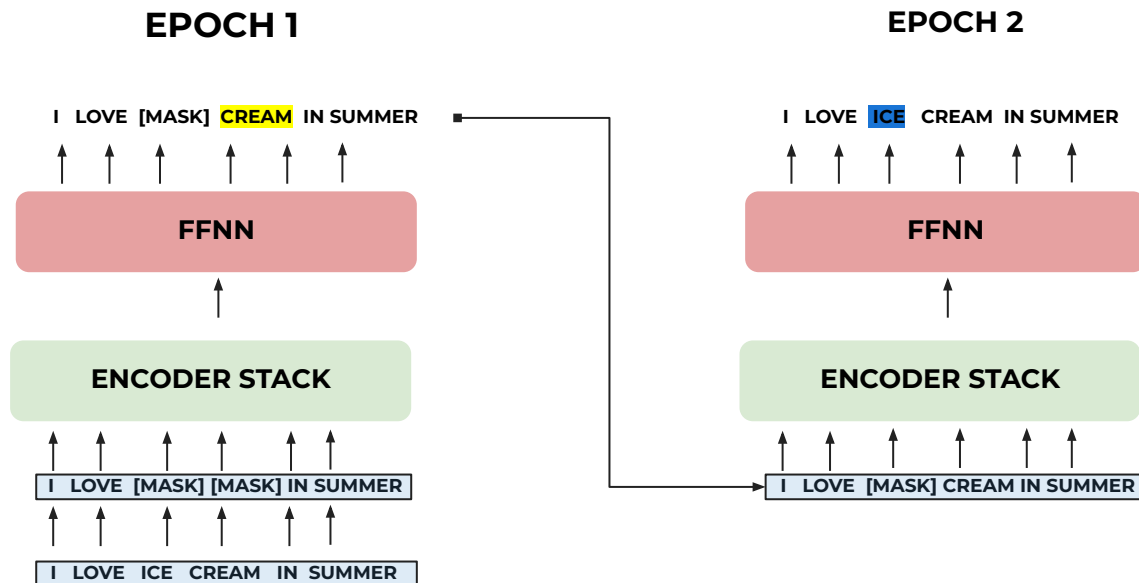 EPOCH 1
I LOVE [MASK] CREAM IN SUMMER
FFNN
ENCODER STACK
I LOVE [MASK] [MASK] IN SUMMER
I LOVE ICE CREAM IN SUMMER
EPOCH 2
I LOVE ICE CREAM IN SUMMER
FFNN
ENCODER STACK
I LOVE [MASK] CREAM IN SUMMER